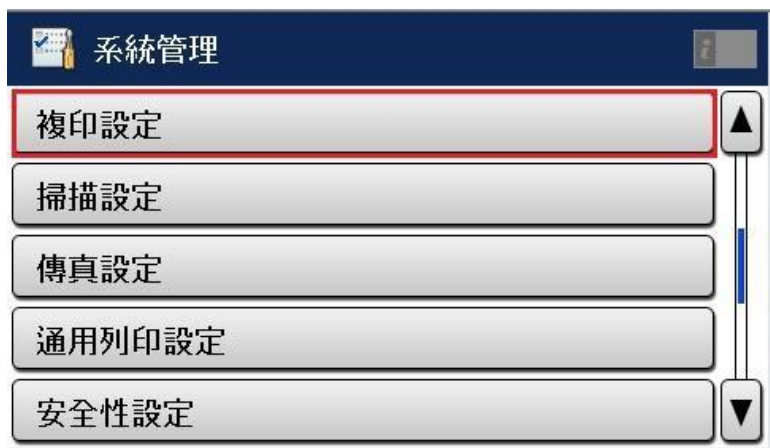 系統管理
i
複印設定
掃描設定
傳真設定
通用列印設定
安全性設定